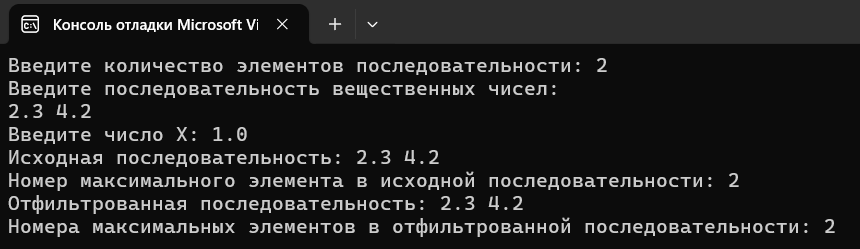 Консоль отладки Microsoft Vi
Введите количество элементов последовательности: 2
Введите последовательность вещественных чисел:
2.3 4.2
Введите число X: 1.0
Исходная последовательность: 2.3 4.2
Номер максимального элемента в исходной последовательности: 2
Отфильтрованная последовательность: 2.3 4.2
Номера максимальных элементов в отфильтрованной последовательности: 2